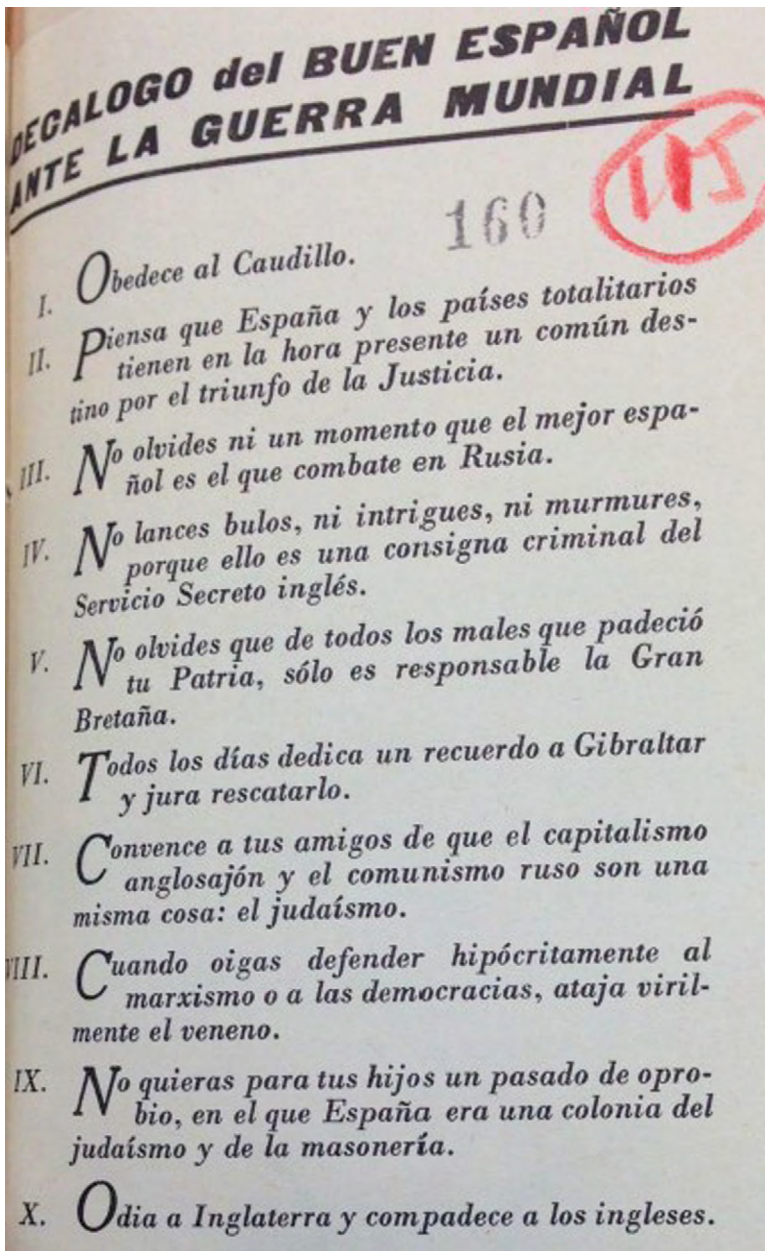 DECALOGO del BUEN ESPAÑOL
ANTE LA GUERRA MUNDIAL
160
115
I. Obedece al Caudillo.
II. Piensa que España y los países totalitarios
tienen en la hora presente un común des-
tino por el triunfo de la Justicia.
III. No olvides ni un momento que el mejor espa-
ñol es el que combate en Rusia.
IV. No lances bulos, ni intrigues, ni murmures,
porque ello es una consigna criminal del
Servicio Secreto inglés.
V. No olvides que de todos los males que padeció
tu Patria, sólo es responsable la Gran
Bretaña.
VI. Todos los días dedica un recuerdo a Gibraltar
y jura rescatarlo.
VII. Convence a tus amigos de que el capitalismo
anglosajón y el comunismo ruso son una
misma cosa: el judaísmo.
VIII. Cuando oigas defender hipócritamente al
marxismo o a las democracias, ataja viril-
mente el veneno.
IX. No quieras para tus hijos un pasado de opro-
bio, en el que España era una colonia del
judaísmo y de la masonería.
X. Odia a Inglaterra y compadece a los ingleses.